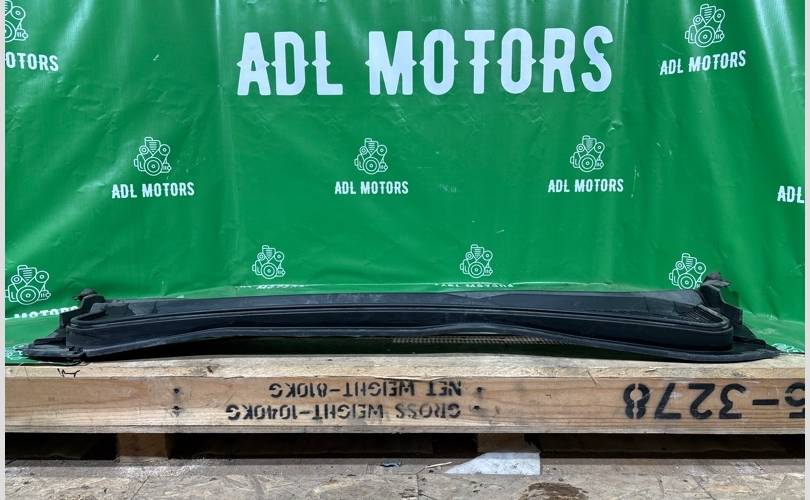 ADL MOTORS
OTORS
ADL MOTORS
ADL MOTORS
ADL MOTORS
ADL MOTORS
ADL
MOTORS
NET WEIGHT-810KG
GROSS WEIGHT-1040KG
S-3278